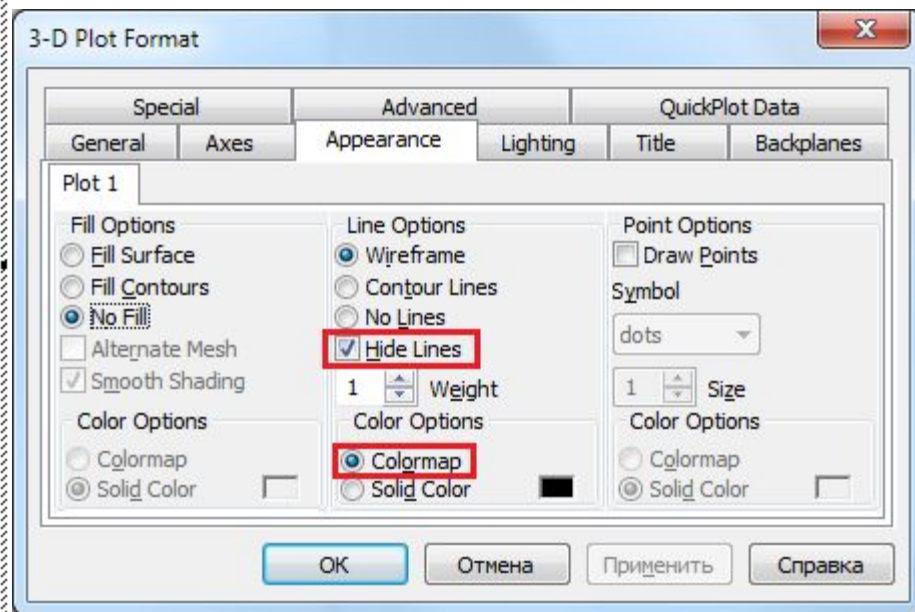 3-D Plot Format
Special Advanced QuickPlot Data
General Axes Appearance Lighting Title Backplanes
Plot 1
Fill Options
Fill Surface
Fill Contours
No Fill
Alternate Mesh
Smooth Shading
Color Options
Colormap
Solid Color
Line Options
Wireframe
Contour Lines
No Lines
Hide Lines
1 Weight
Color Options
Colormap
Solid Color
Point Options
Draw Points
Symbol
dots
1 Size
Color Options
Colormap
Solid Color
ОК Отмена Применить Справка